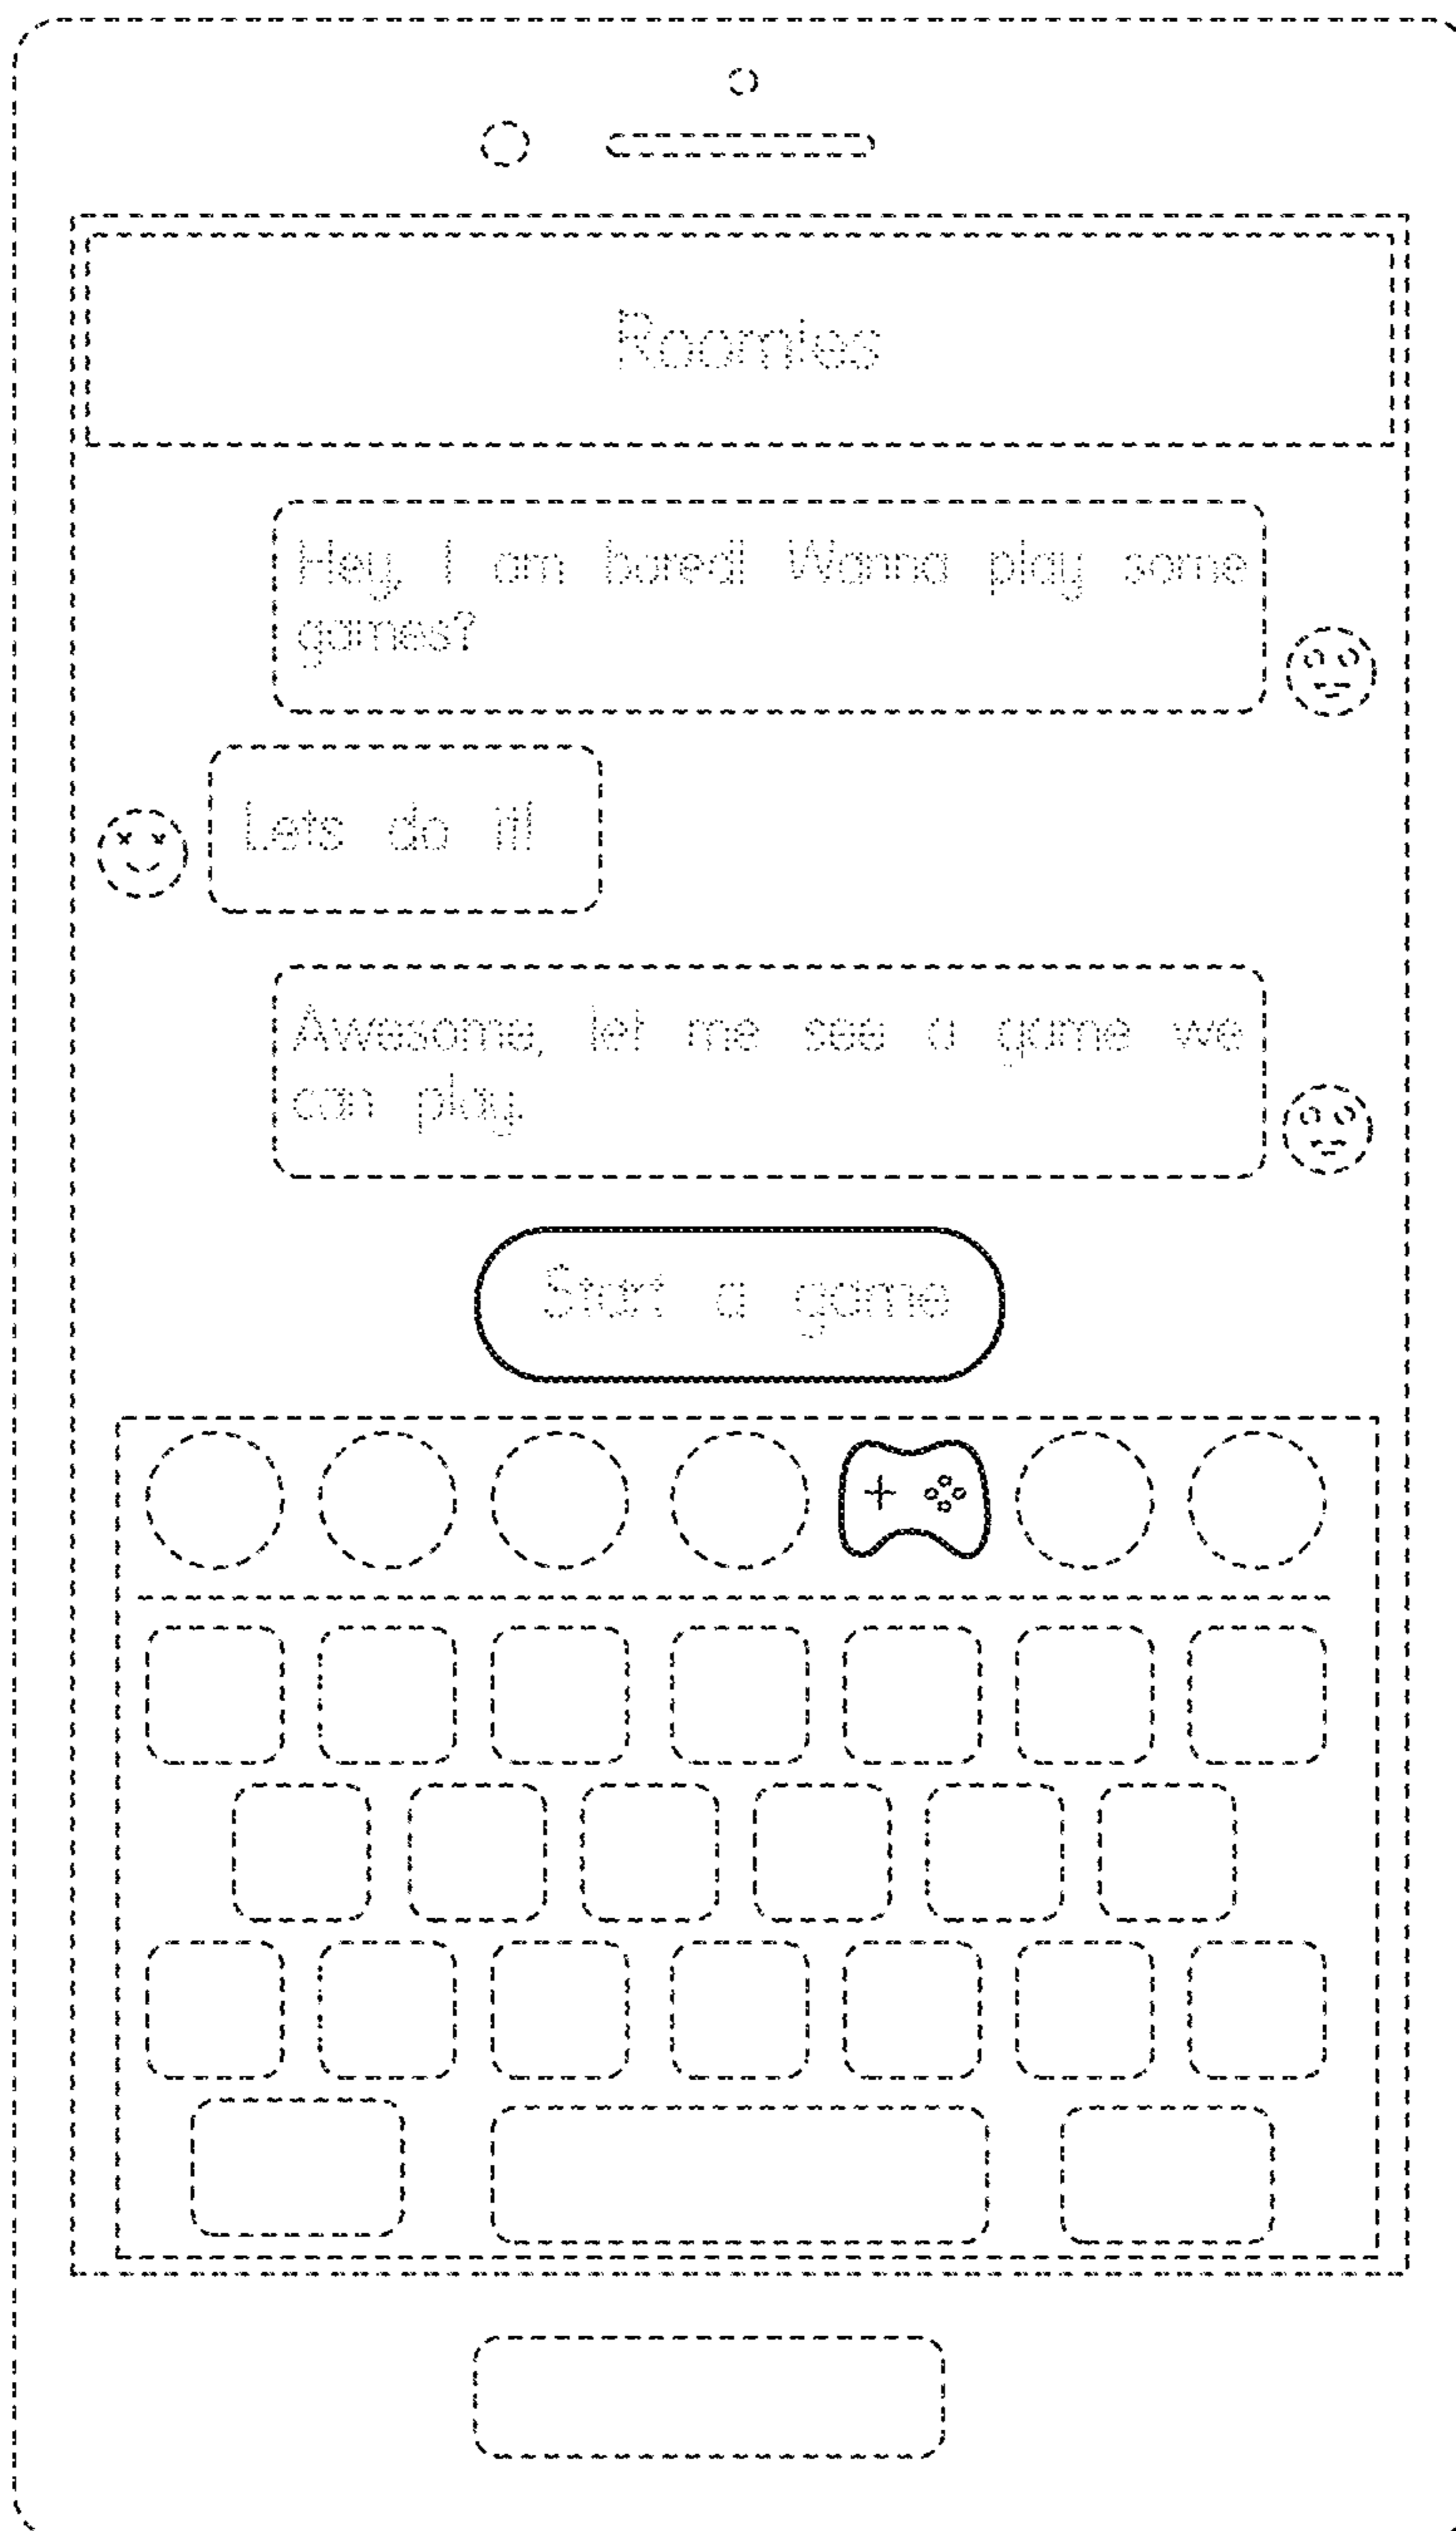 Roomies
Hey, I am bored! Wanna play some
games?
Lets do it!
Awesome, let me see a game we
can play.
Start a game